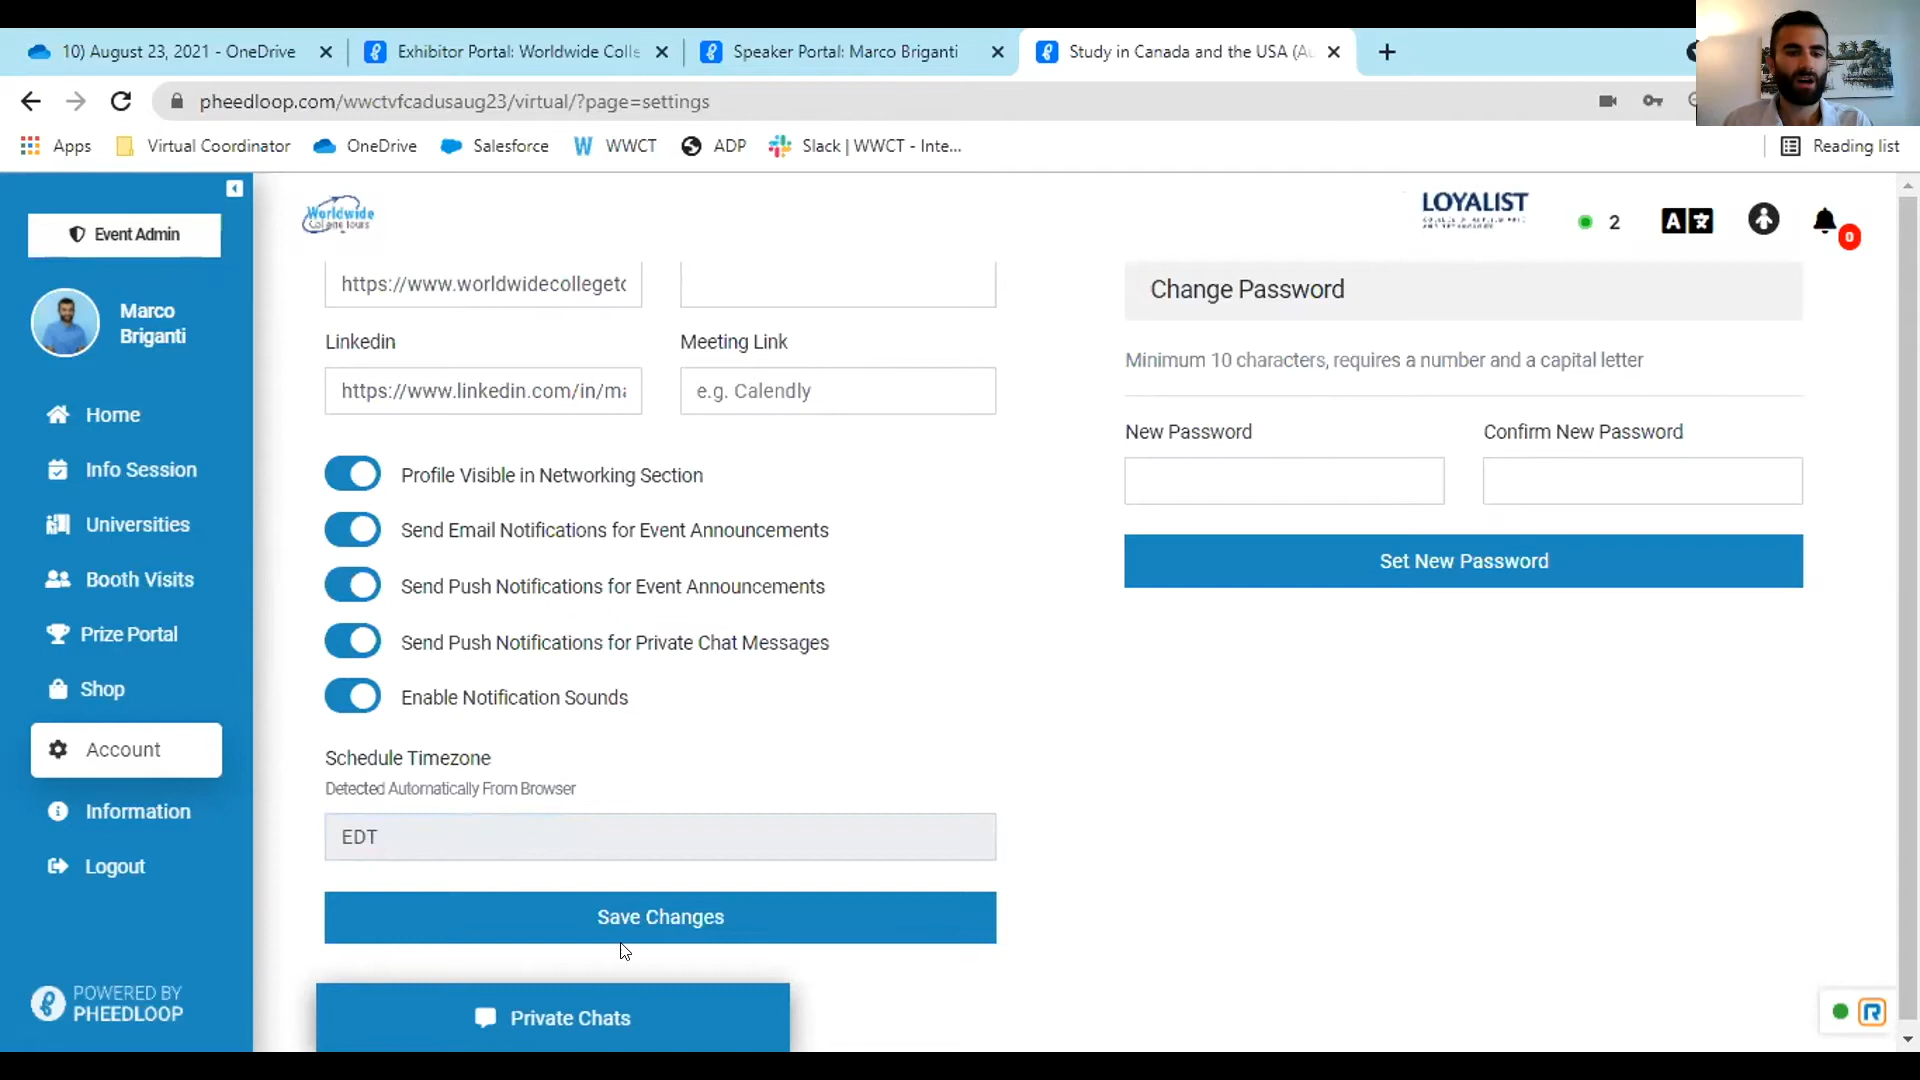 10) August 23, 2021 - OneDrive
Exhibitor Portal: Worldwide Colle
Speaker Portal: Marco Briganti
Study in Canada and the USA (Au
pheedloop.com/wwctvfcadusaug23/virtual/?page=settings
Apps
Virtual Coordinator
OneDrive
Salesforce
WWCT
ADP
Slack | WWCT - Inte...
Reading list
Event Admin
Marco
Briganti
Home
Info Session
Universities
Booth Visits
Prize Portal
Shop
Account
Information
Logout
POWERED BY
PHEEDLOOP
Worldwide
College Tours
LOYALIST
2
0
https://www.worldwidecollegeto
Linkedin
Meeting Link
https://www.linkedin.com/in/ma
e.g. Calendly
Profile Visible in Networking Section
Send Email Notifications for Event Announcements
Send Push Notifications for Event Announcements
Send Push Notifications for Private Chat Messages
Enable Notification Sounds
Schedule Timezone
Detected Automatically From Browser
EDT
Save Changes
Private Chats
Change Password
Minimum 10 characters, requires a number and a capital letter
New Password
Confirm New Password
Set New Password